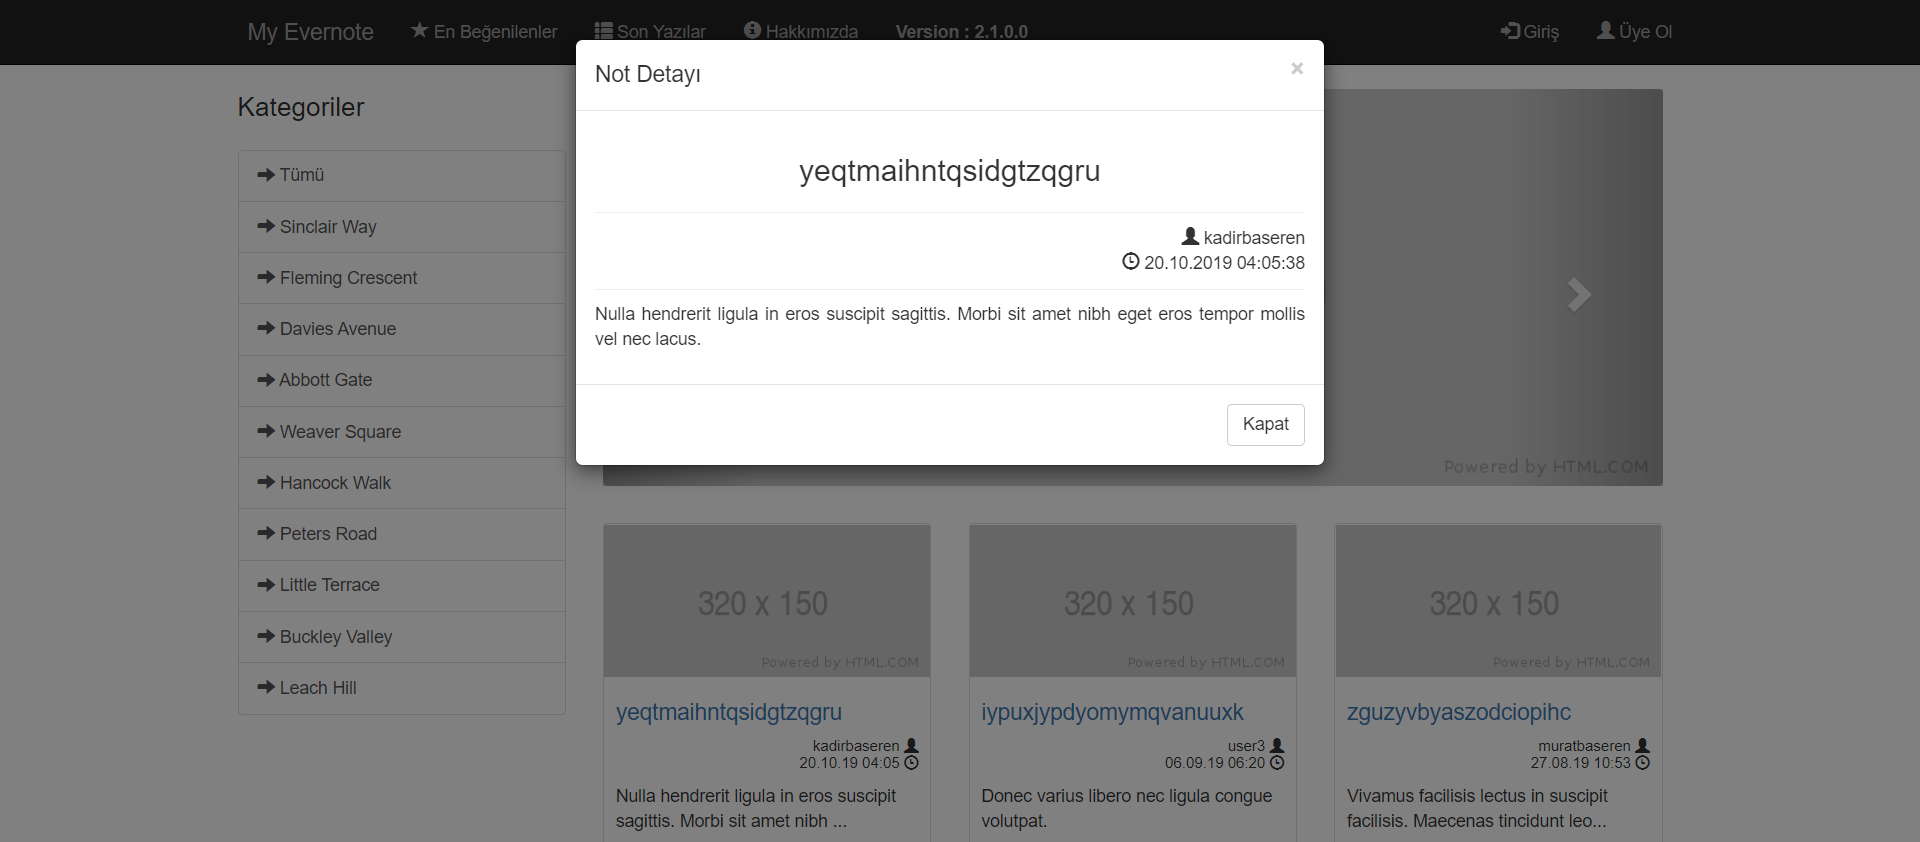 My Evernote
En Beğenilenler
Son Yazılar
Hakkımızda
Version : 2.1.0.0
Giriş
Üye Ol
Kategoriler
Tümü
Sinclair Way
Fleming Crescent
Davies Avenue
Abbott Gate
Weaver Square
Hancock Walk
Peters Road
Little Terrace
Buckley Valley
Leach Hill
Not Detayı
×
yeqtmaihntqsidgtzqgru
kadirbaseren
20.10.2019 04:05:38
Nulla hendrerit ligula in eros suscipit sagittis. Morbi sit amet nibh eget eros tempor mollis
vel nec lacus.
Kapat
Powered by HTML.COM
320 x 150
Powered by HTML.COM
yeqtmaihntqsidgtzqgru
kadirbaseren
20.10.19 04:05
Nulla hendrerit ligula in eros suscipit
sagittis. Morbi sit amet nibh ...
320 x 150
Powered by HTML.COM
iypuxjypdyomymqvanuuxk
user3
06.09.19 06:20
Donec varius libero nec ligula congue
volutpat.
320 x 150
Powered by HTML.COM
zguzyvbyaszodciopihc
muratbaseren
27.08.19 10:53
Vivamus facilisis lectus in suscipit
facilisis. Maecenas tincidunt leo...